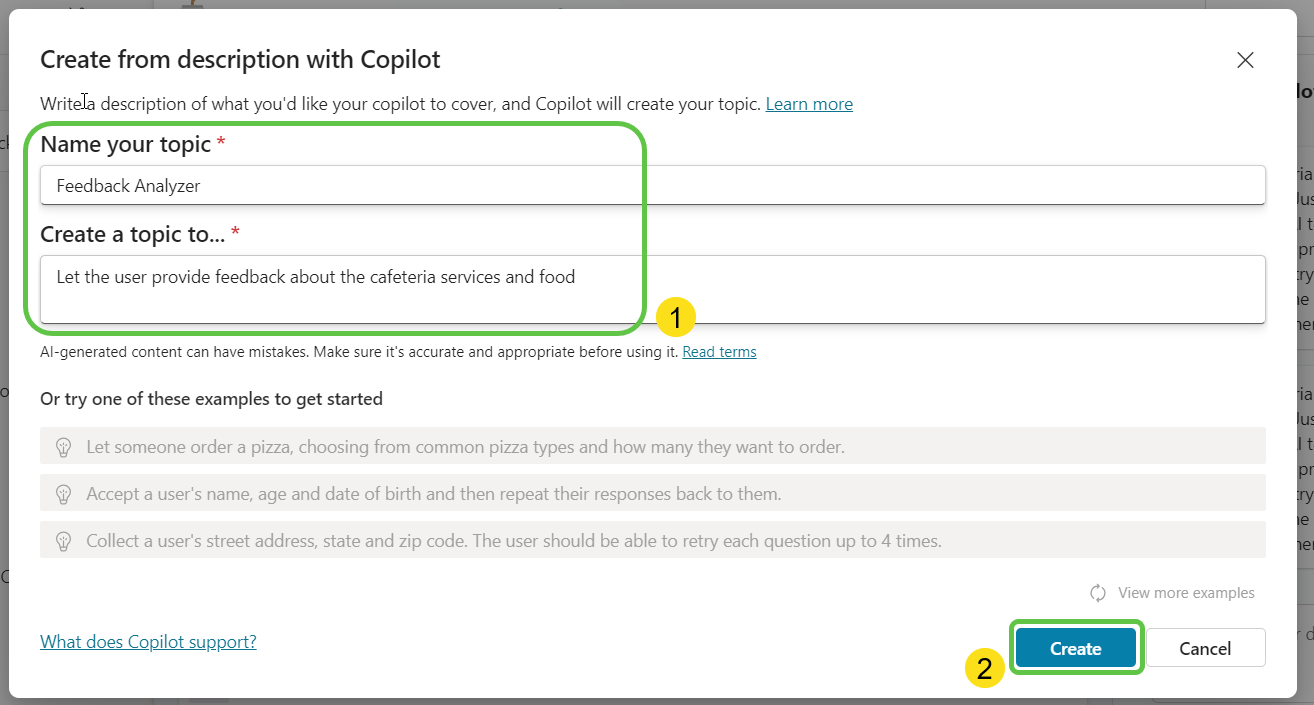 Create from description with Copilot
Write a description of what you'd like your copilot to cover, and Copilot will create your topic. Learn more
Name your topic *
Feedback Analyzer
Create a topic to... *
Let the user provide feedback about the cafeteria services and food
1
AI-generated content can have mistakes. Make sure it's accurate and appropriate before using it. Read terms
Or try one of these examples to get started
Let someone order a pizza, choosing from common pizza types and how many they want to order.
Accept a user's name, age and date of birth and then repeat their responses back to them.
Collect a user's street address, state and zip code. The user should be able to retry each question up to 4 times.
View more examples
What does Copilot support?
2
Create
Cancel